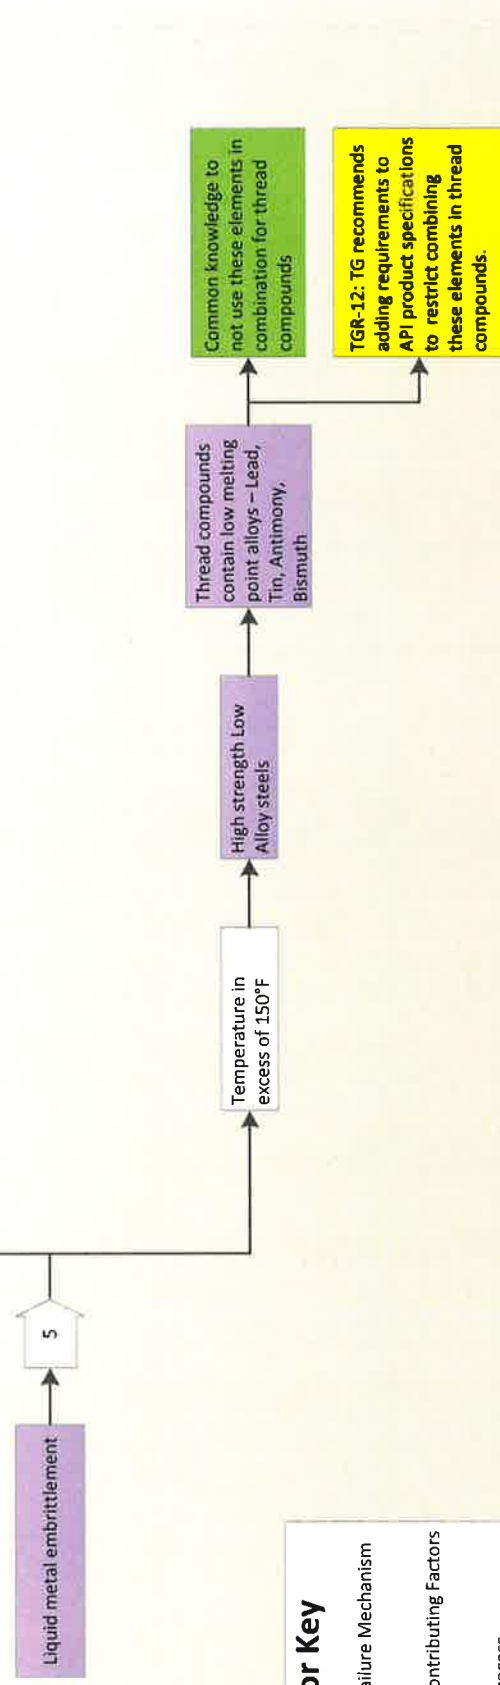 Liquid metal embrittlement
5
Temperature in
excess of 150°F
High strength Low
Alloy steels
Thread compounds
contain low melting
point alloys – Lead,
Tin, Antimony,
Bismuth
Common knowledge to
not use these elements in
combination for thread
compounds
TGR-12: TG recommends
adding requirements to
API product specifications
to restrict combining
these elements in thread
compounds.
or Key
ailure Mechanism
ontributing Factors